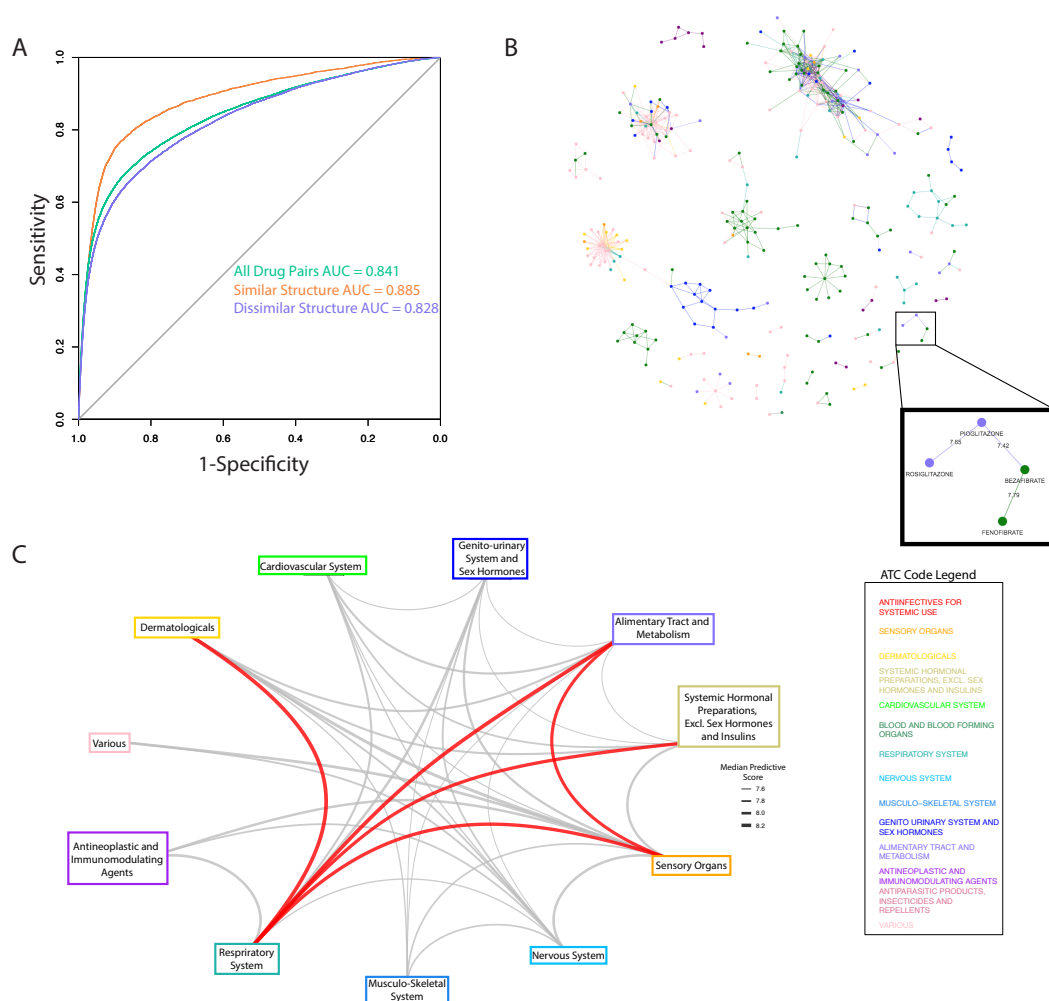 A
1.0
0.8
0.6
0.4
0.2
0.0
Sensitivity
All Drug Pairs AUC = 0.841
Similar Structure AUC = 0.885
Dissimilar Structure AUC = 0.828
1.0
0.8
0.6
0.4
0.2
0.0
1-Specificity
B
PIOGLITAZONE
7.65
7.42
ROSIGLITAZONE
BEZAFIBRATE
7.79
FENOFIBRATE
C
Cardiovascular System
Genito-urinary
System and
Sex Hormones
Dermatologicals
Alimentary Tract and
Metabolism
Systemic Hormonal
Preparations,
Excl. Sex Hormones
and Insulins
Various
Median Predictive
Score
7.6
7.8
8.0
8.2
Antineoplastic and
Immunomodulating
Agents
Sensory Organs
Respriratory
System
Nervous System
Musculo-Skeletal
System
ATC Code Legend
ANTIINFECTIVES FOR
SYSTEMIC USE
SENSORY ORGANS
DERMATOLOGICALS
SYSTEMIC HORMONAL
PREPARATIONS, EXCL. SEX
HORMONES AND INSULINS
CARDIOVASCULAR SYSTEM
BLOOD AND BLOOD FORMING
ORGANS
RESPIRATORY SYSTEM
NERVOUS SYSTEM
MUSCULO-SKELETAL SYSTEM
GENITO URINARY SYSTEM AND
SEX HORMONES
ALIMENTARY TRACT AND
METABOLISM
ANTINEOPLASTIC AND
IMMUNOMODULATING AGENTS
ANTIPARASITIC PRODUCTS,
INSECTICIDES AND
REPELLENTS
VARIOUS